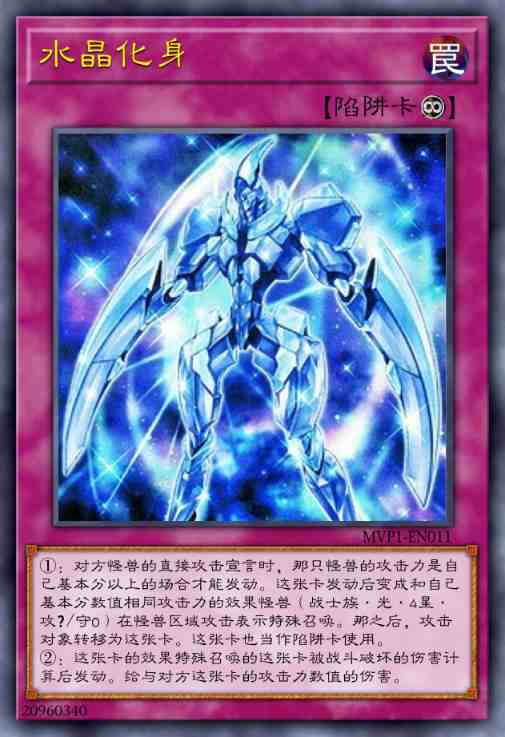 水晶化身
罠
【陷阱卡♾】
MVP1-EN011
①：对方怪兽的直接攻击宣言时，那只怪兽的攻击力是自
己基本分以上的场合才能发动。这张卡发动后变成和自己
基本分数值相同攻击力的效果怪兽（战士族·光·4星·
攻?/守0）在怪兽区域攻击表示特殊召唤。那之后，攻击
对象转移为这张卡。这张卡也当作陷阱卡使用。
②：这张卡的效果特殊召唤的这张卡被战斗破坏的伤害计
算后发动。给与对方这张卡的攻击力数值的伤害。
20960340